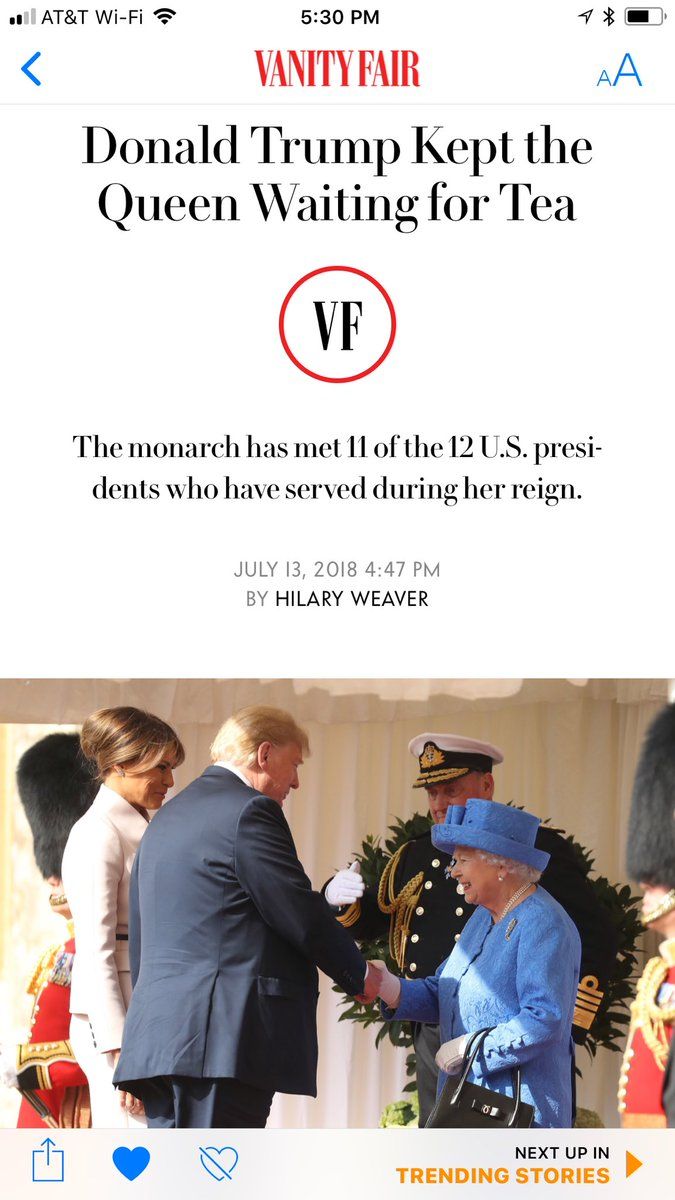 AT&T Wi-Fi 5:30 PM
VANITY FAIR
AA
Donald Trump Kept the
Queen Waiting for Tea
VF
The monarch has met 11 of the 12 U.S. presi-
dents who have served during her reign.
JULY 13, 2018 4:47 PM
BY HILARY WEAVER
NEXT UP IN
TRENDING STORIES